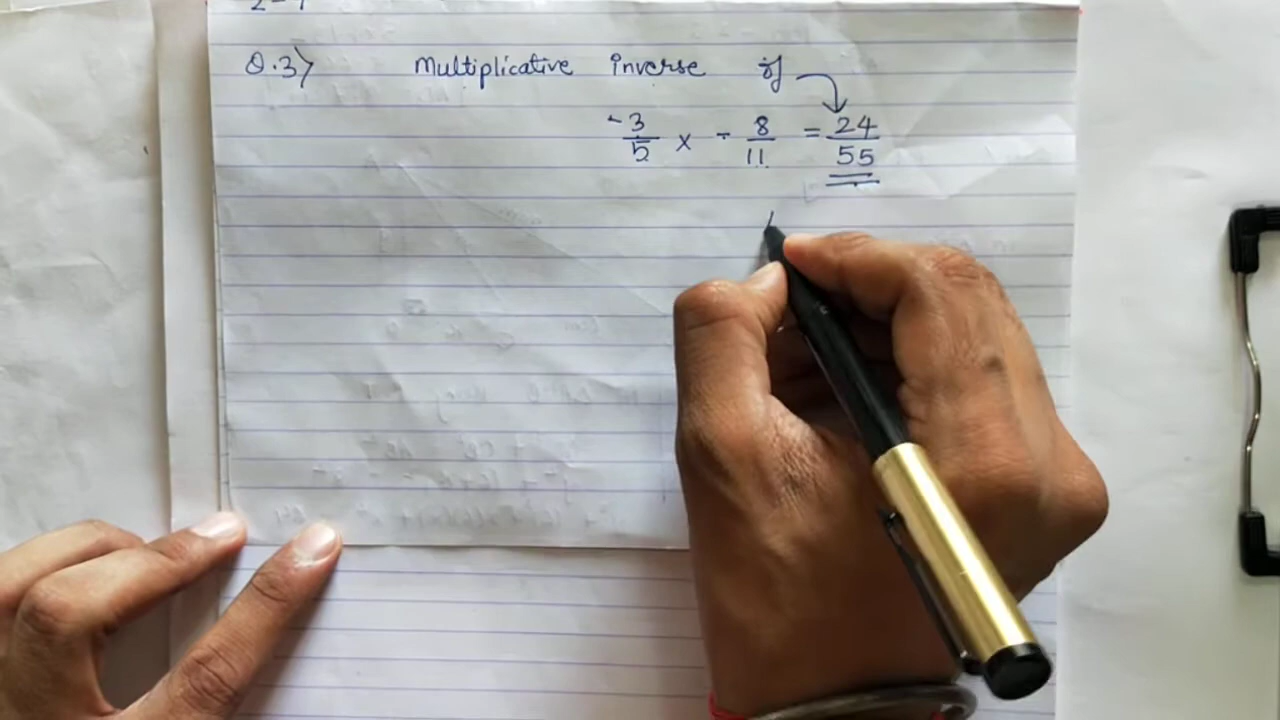 Q.3) Multiplicative inverse of
-3/5 x - 8/11 = 24/55